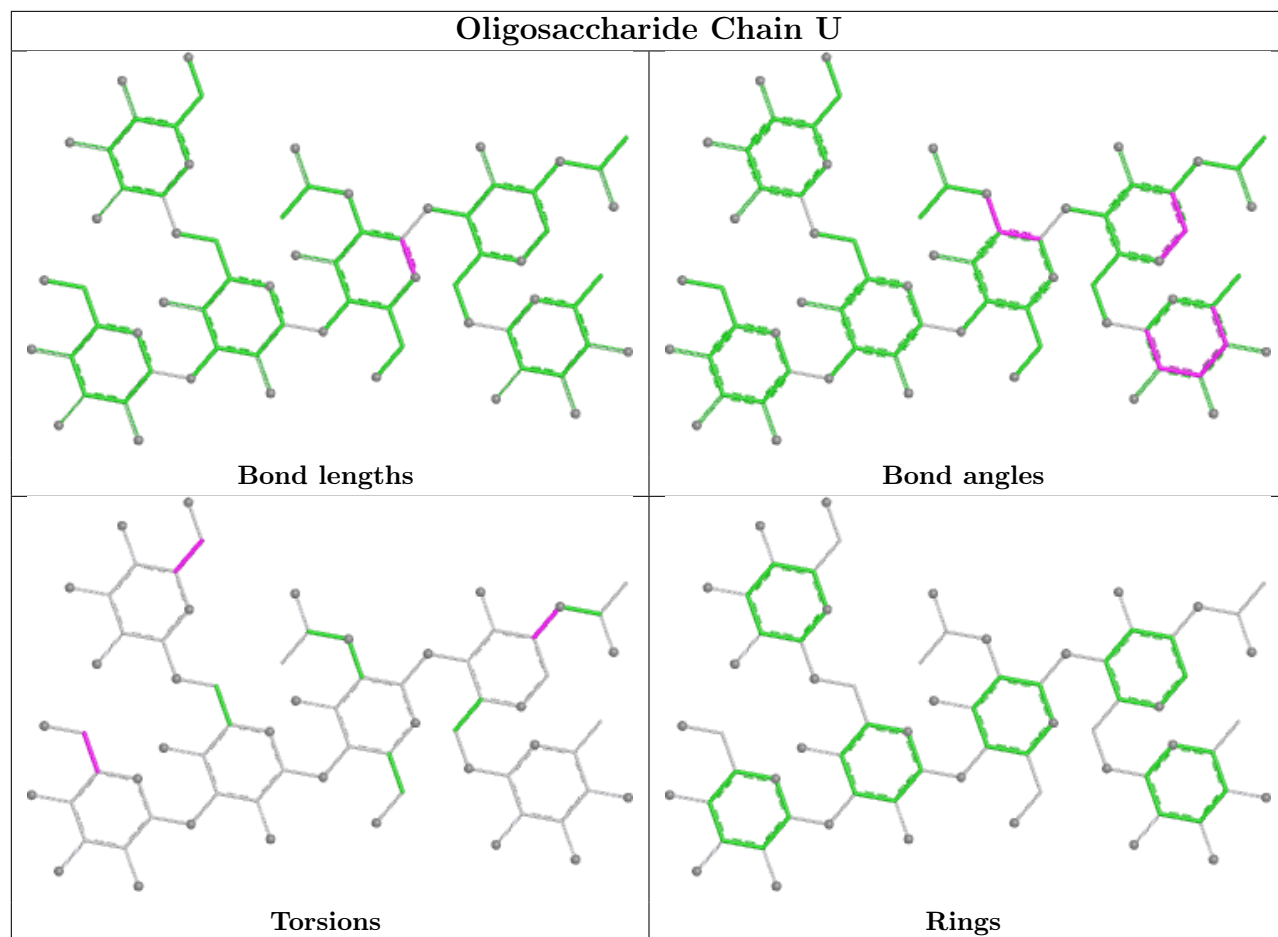 Oligosaccharide Chain U
Bond lengths
Bond angles
Torsions
Rings